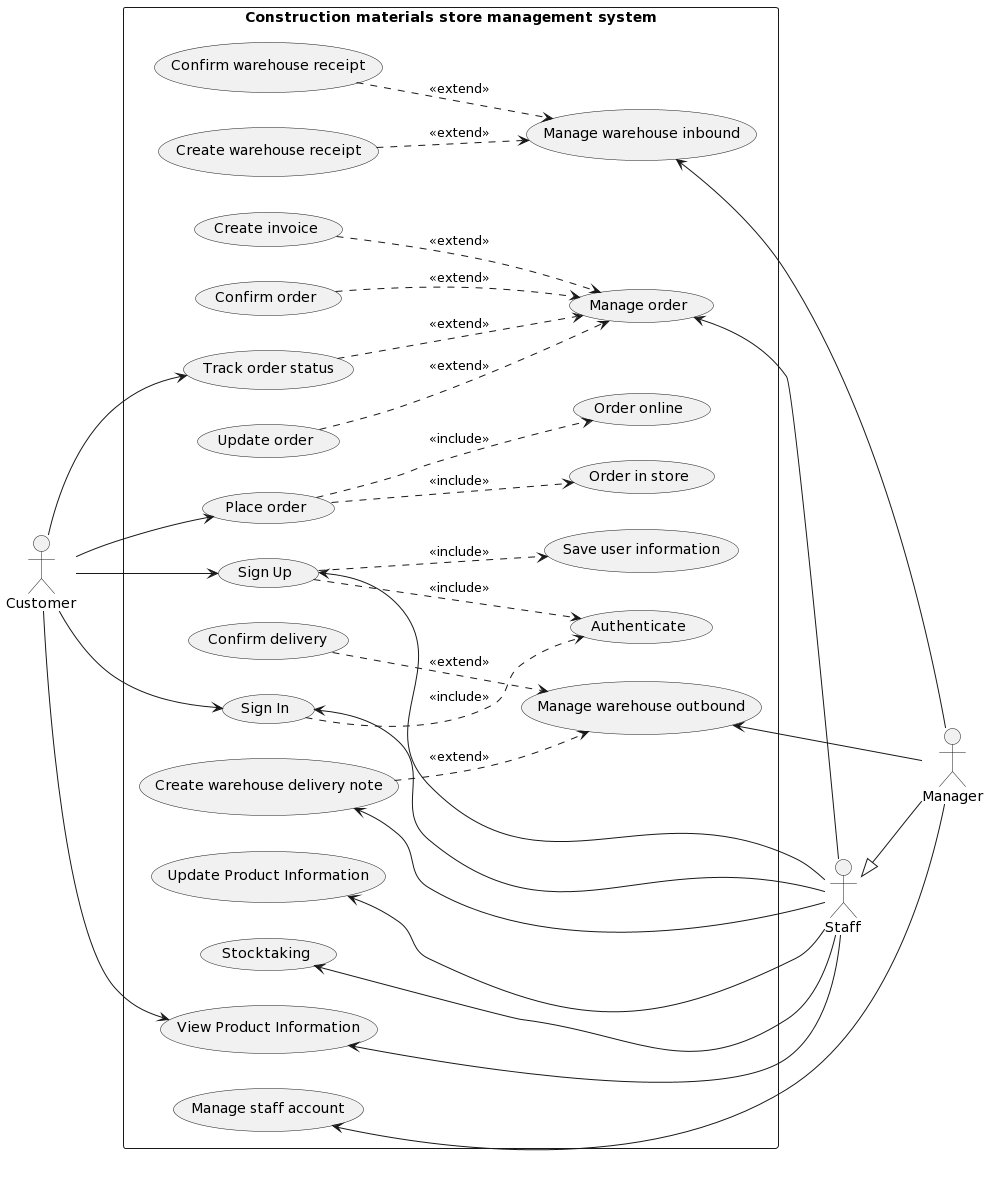 Construction materials store management system
Confirm warehouse receipt
«extend»
Manage warehouse inbound
«extend»
Create warehouse receipt
Create invoice
«extend»
«extend»
Confirm order
Manage order
«extend»
Track order status
«extend»
Order online
Update order
«include»
Order in store
«include»
Place order
Save user information
«include»
Sign Up
«include»
Customer
Authenticate
Confirm delivery
«extend»
«include»
Manage warehouse outbound
Sign In
«extend»
Create warehouse delivery note
Manager
Update Product Information
Staff
Stocktaking
View Product Information
Manage staff account